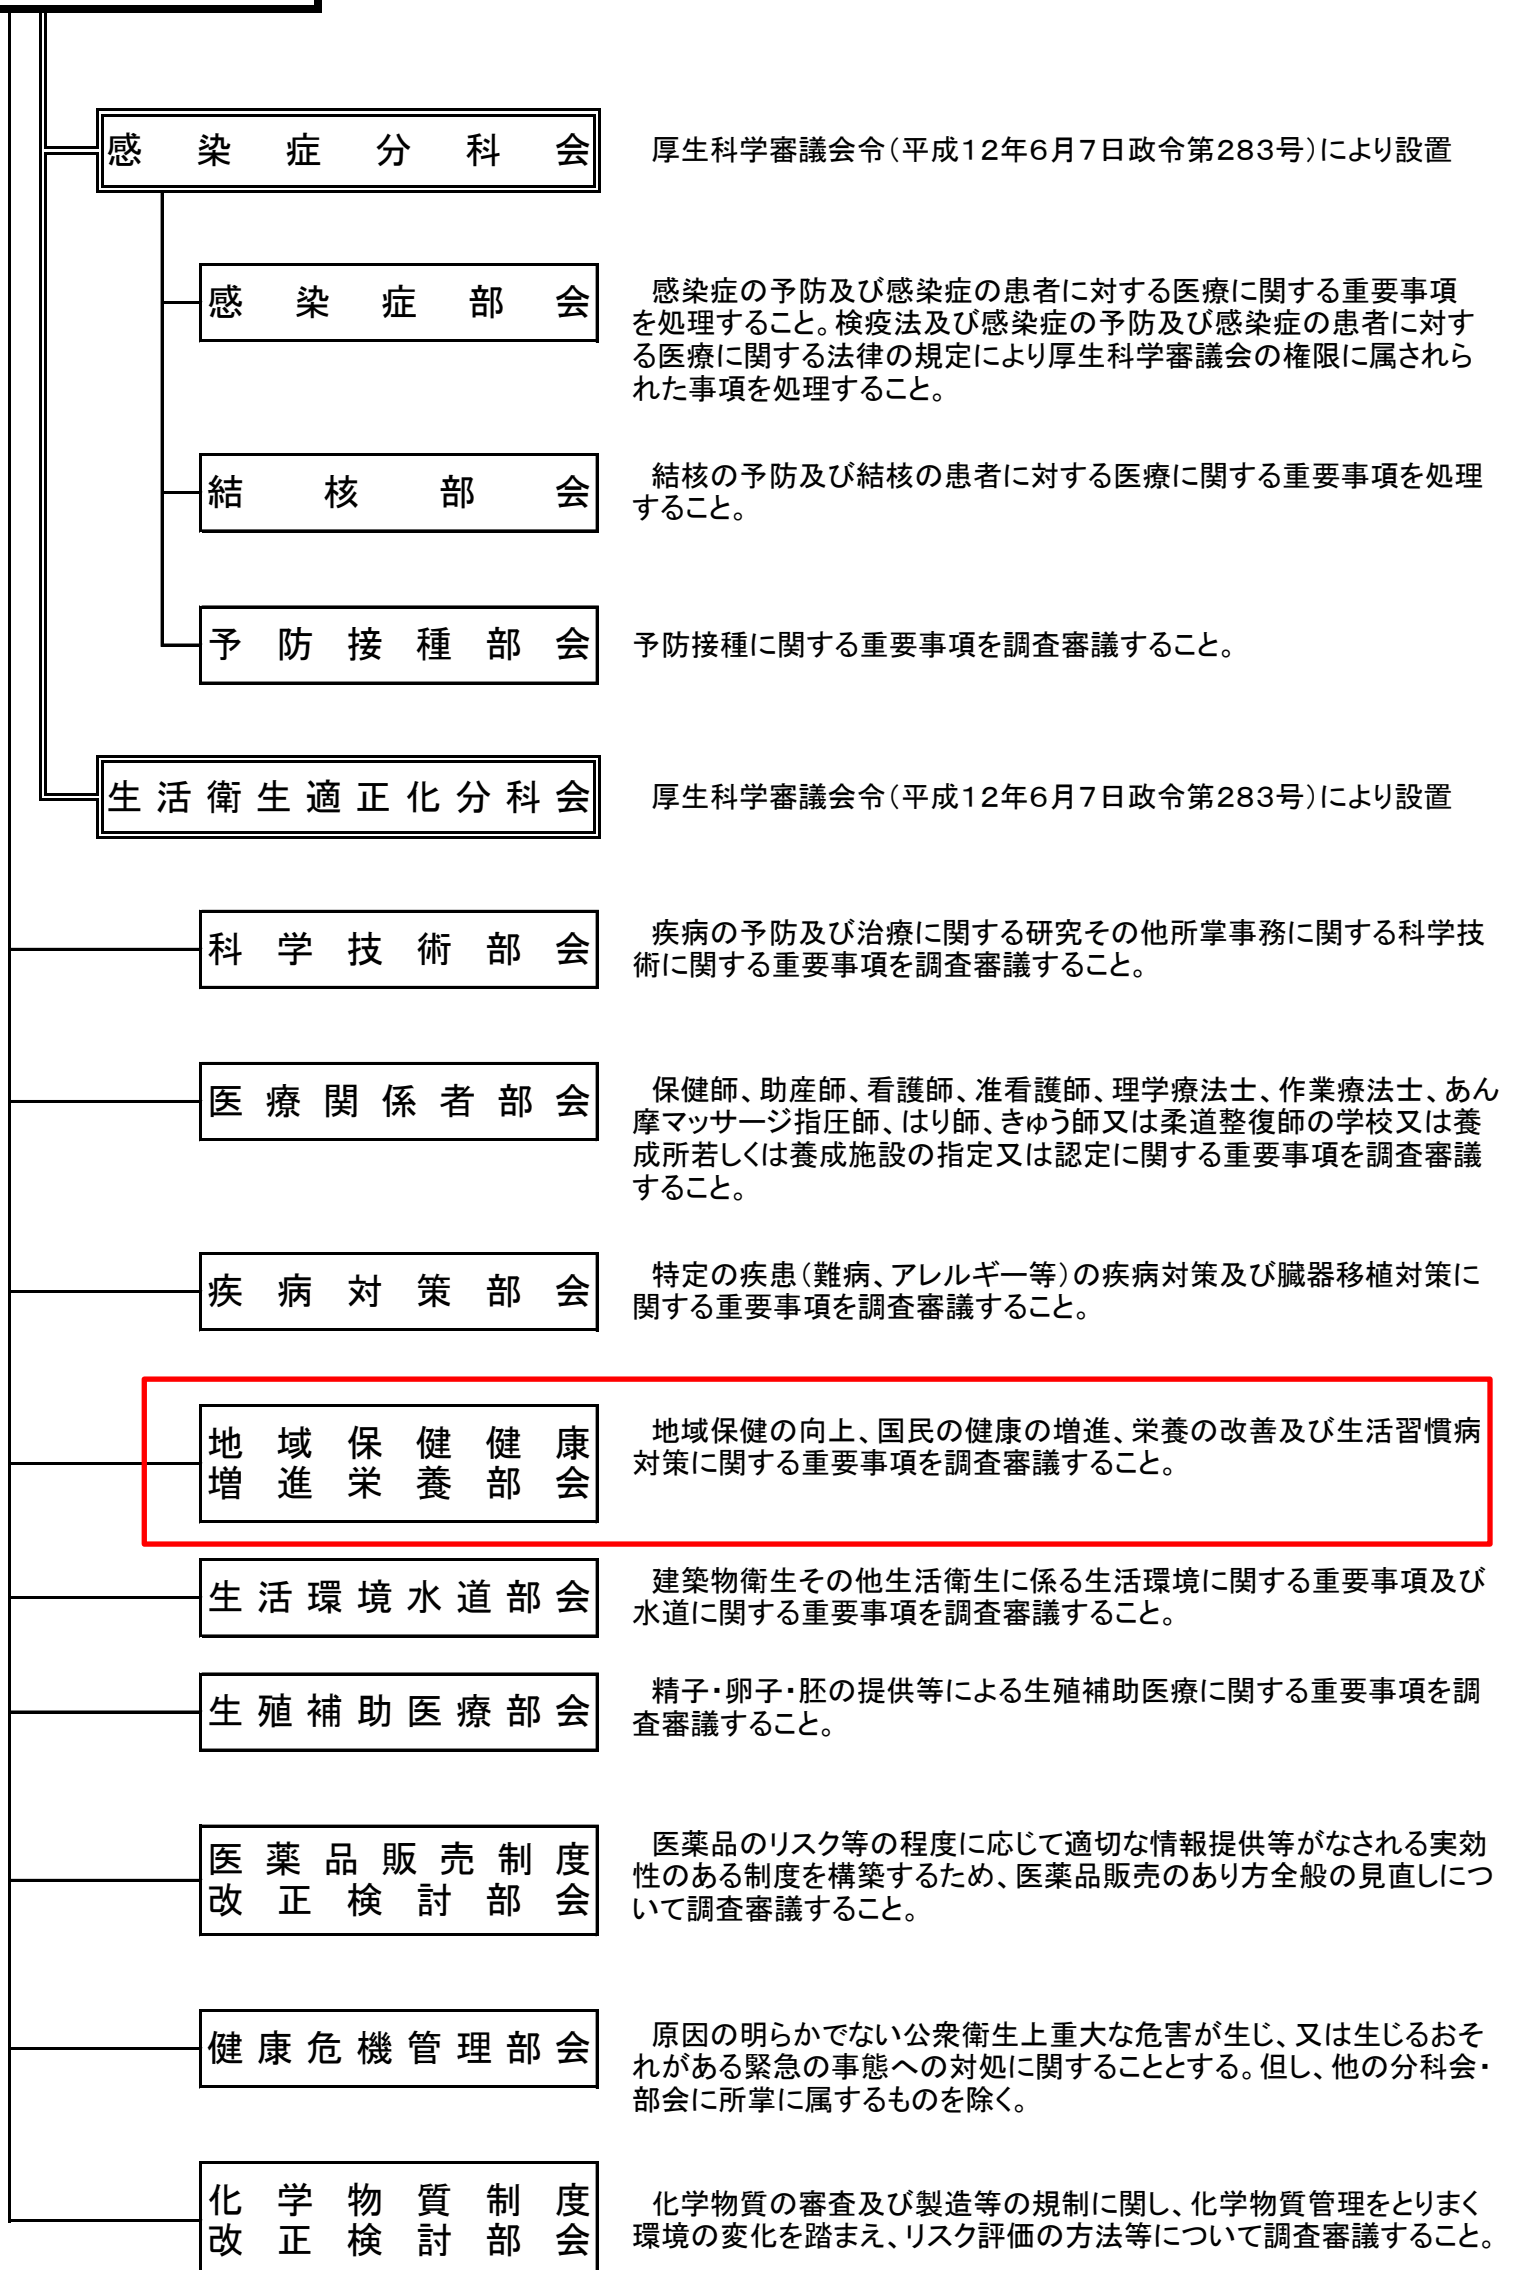 感染症分科会
厚生科学審議会令（平成１２年６月７日政令第２８３号）により設置
感染症部会
感染症の予防及び感染症の患者に対する医療に関する重要事項
を処理すること。検疫法及び感染症の予防及び感染症の患者に対す
る医療に関する法律の規定により厚生科学審議会の権限に属されら
れた事項を処理すること。
結核部会
結核の予防及び結核の患者に対する医療に関する重要事項を処理
すること。
予防接種部会
予防接種に関する重要事項を調査審議すること。
生活衛生適正化分科会
厚生科学審議会令（平成１２年６月７日政令第２８３号）により設置
科学技術部会
疾病の予防及び治療に関する研究その他所掌事務に関する科学技
術に関する重要事項を調査審議すること。
医療関係者部会
保健師、助産師、看護師、准看護師、理学療法士、作業療法士、あん
摩マッサージ指圧師、はり師、きゅう師又は柔道整復師の学校又は養
成所若しくは養成施設の指定又は認定に関する重要事項を調査審議
すること。
疾病対策部会
特定の疾患（難病、アレルギー等）の疾病対策及び臓器移植対策に
関する重要事項を調査審議すること。
地域保健健康
増進栄養部会
地域保健の向上、国民の健康の増進、栄養の改善及び生活習慣病
対策に関する重要事項を調査審議すること。
生活環境水道部会
建築物衛生その他生活衛生に係る生活環境に関する重要事項及び
水道に関する重要事項を調査審議すること。
生殖補助医療部会
精子・卵子・胚の提供等による生殖補助医療に関する重要事項を調
査審議すること。
医薬品販売制度
改正検討部会
医薬品のリスク等の程度に応じて適切な情報提供等がなされる実効
性のある制度を構築するため、医薬品販売のあり方全般の見直しにつ
いて調査審議すること。
健康危機管理部会
原因の明らかでない公衆衛生上重大な危害が生じ、又は生じるおそ
れがある緊急の事態への対処に関することとする。但し、他の分科会・
部会に所掌に属するものを除く。
化学物質制度
改正検討部会
化学物質の審査及び製造等の規制に関し、化学物質管理をとりまく
環境の変化を踏まえ、リスク評価の方法等について調査審議すること。